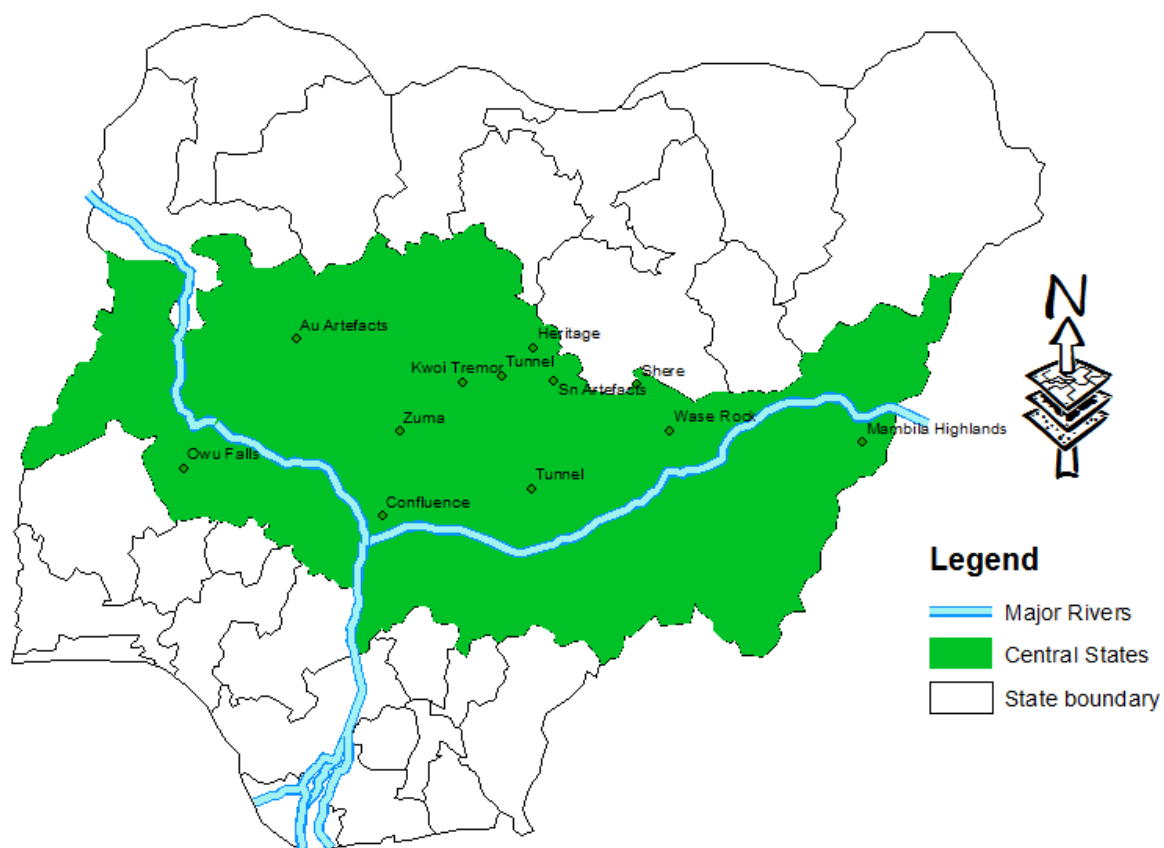 N
Au Artefacts
Heritage
Kwoi Tremor
Tunnel
Shere
Sn Artefacts
Zuma
Wase Rock
Mambila Highlands
Owu Falls
Tunnel
Confluence
Legend
Major Rivers
Central States
State boundary